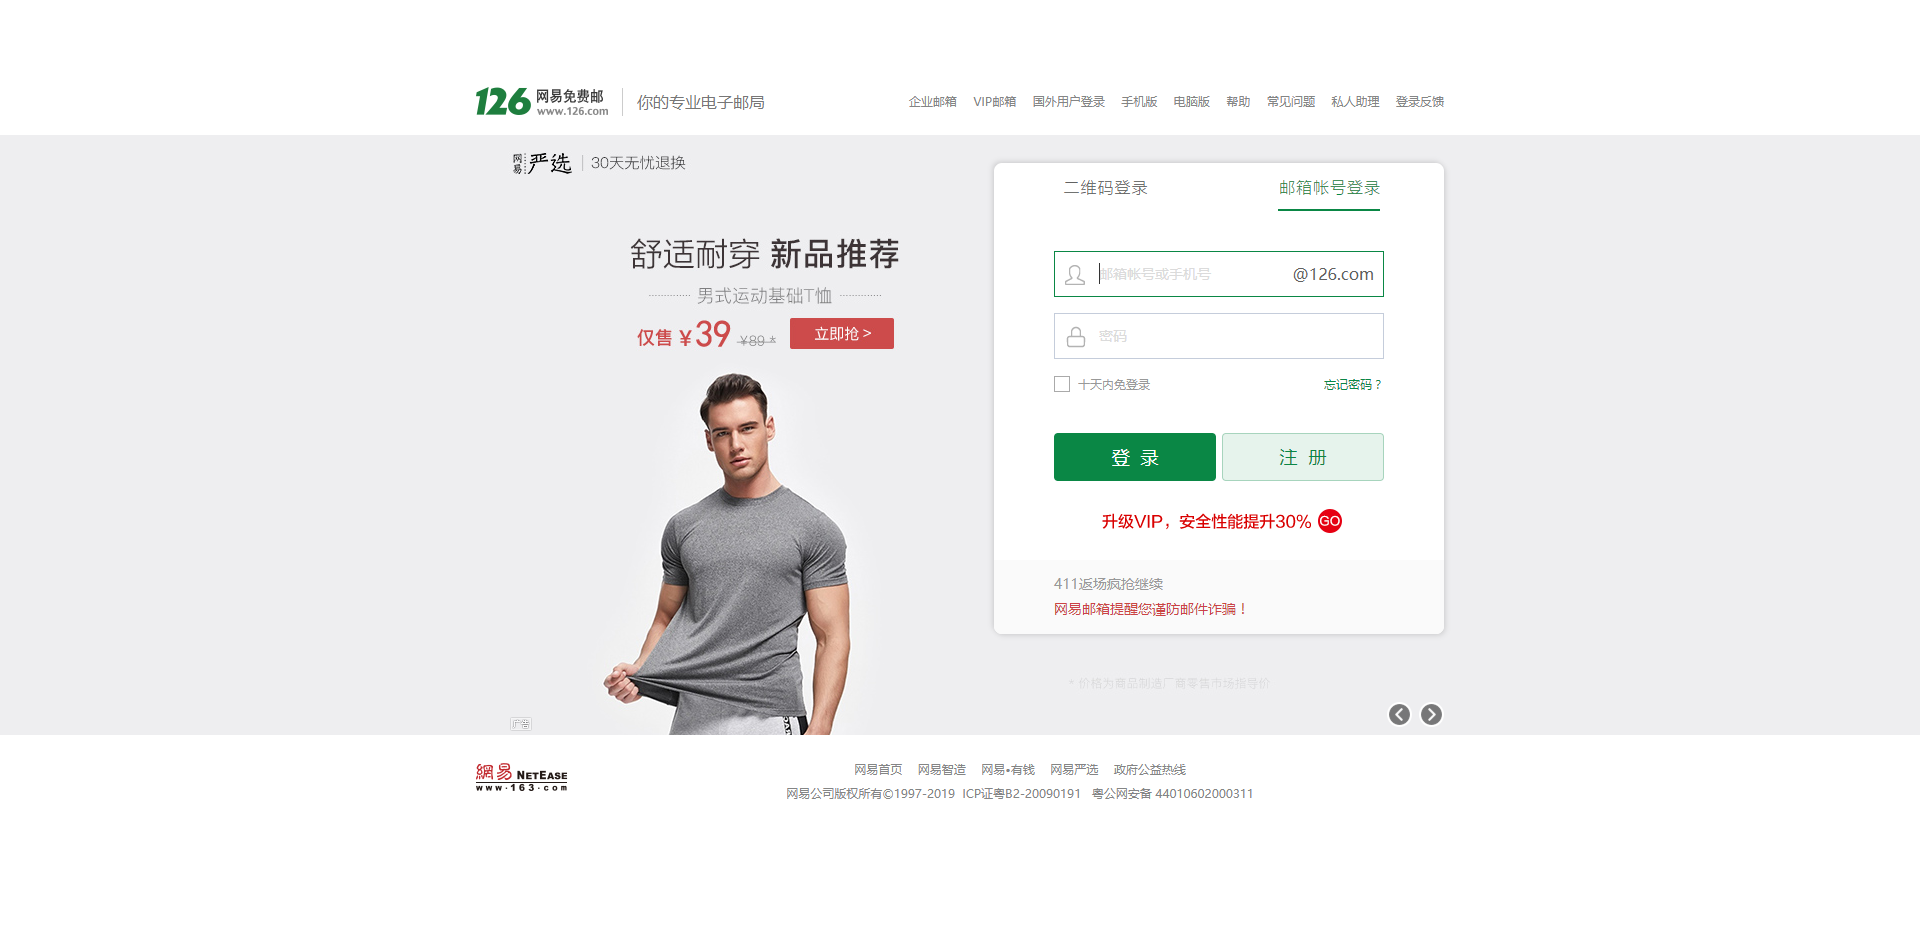 126 网易免费邮 www.126.com 你的专业电子邮局
企业邮箱 VIP邮箱 国外用户登录 手机版 电脑版 帮助 常见问题 私人助理 登录反馈
网易严选 30天无忧退换
舒适耐穿 新品推荐
男式运动基础T恤
仅售 ¥39 ¥89 * 立即抢 >
广告
二维码登录 邮箱帐号登录
邮箱帐号或手机号 @126.com
密码
十天内免登录 忘记密码？
登 录 注 册
升级VIP，安全性能提升30% GO
411返场疯抢继续
网易邮箱提醒您谨防邮件诈骗！
* 价格为商品制造厂商零售市场指导价
網易 NETEASE
www.163.com
网易首页 网易智造 网易•有钱 网易严选 政府公益热线
网易公司版权所有©1997-2019 ICP证粤B2-20090191 粤公网安备 44010602000311